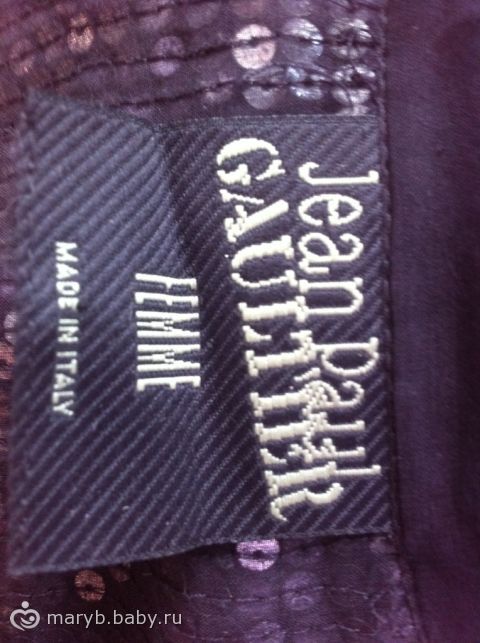 Jean Paul
GAULTIER
FEMME
MADE IN ITALY
maryb.baby.ru